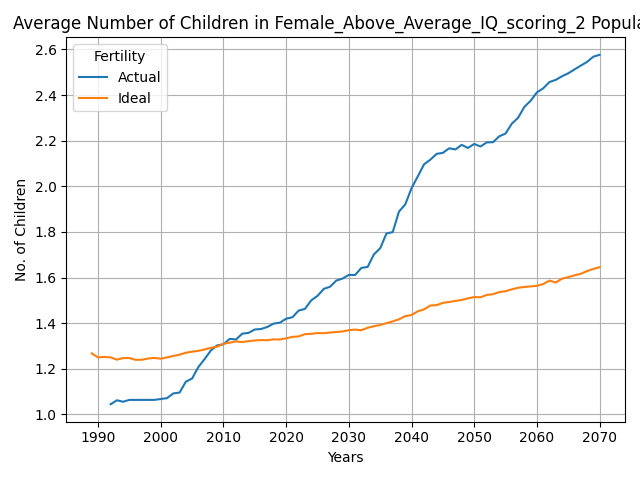 Average Number of Children in Female_Above_Average_IQ_scoring_2 Popula
Fertility
Actual
Ideal
2.6
2.4
2.2
2.0
1.8
1.6
1.4
1.2
1.0
No. of Children
1990 2000 2010 2020 2030 2040 2050 2060 2070
Years